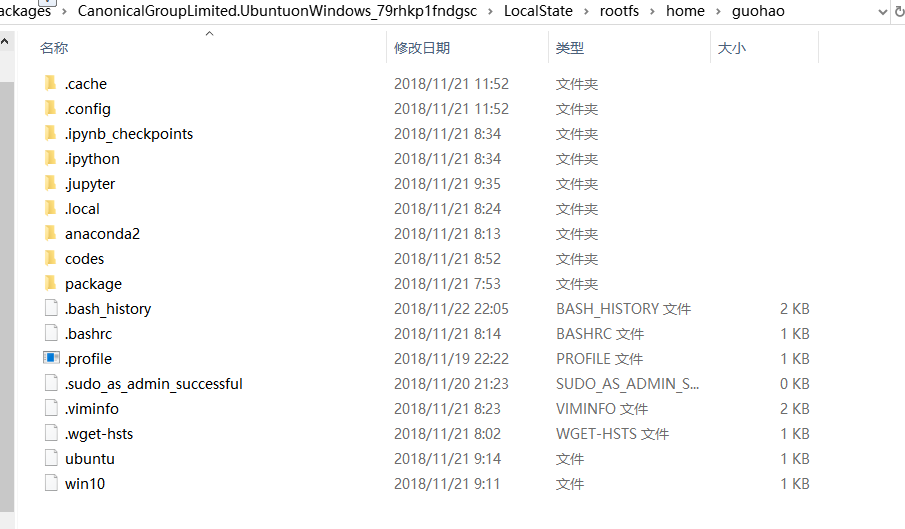 ackages > CanonicalGroupLimited.UbuntuonWindows_79rhkp1fndgsc > LocalState > rootfs > home > guohao
名称 修改日期 类型 大小
.cache 2018/11/21 11:52 文件夹
.config 2018/11/21 11:52 文件夹
.ipynb_checkpoints 2018/11/21 8:34 文件夹
.ipython 2018/11/21 8:34 文件夹
.jupyter 2018/11/21 9:35 文件夹
.local 2018/11/21 8:24 文件夹
anaconda2 2018/11/21 8:13 文件夹
codes 2018/11/21 8:52 文件夹
package 2018/11/21 7:53 文件夹
.bash_history 2018/11/22 22:05 BASH_HISTORY 文件 2 KB
.bashrc 2018/11/21 8:14 BASHRC 文件 1 KB
.profile 2018/11/19 22:22 PROFILE 文件 1 KB
.sudo_as_admin_successful 2018/11/20 21:23 SUDO_AS_ADMIN_S... 0 KB
.viminfo 2018/11/21 8:23 VIMINFO 文件 2 KB
.wget-hsts 2018/11/21 8:02 WGET-HSTS 文件 1 KB
ubuntu 2018/11/21 9:14 文件 1 KB
win10 2018/11/21 9:11 文件 1 KB